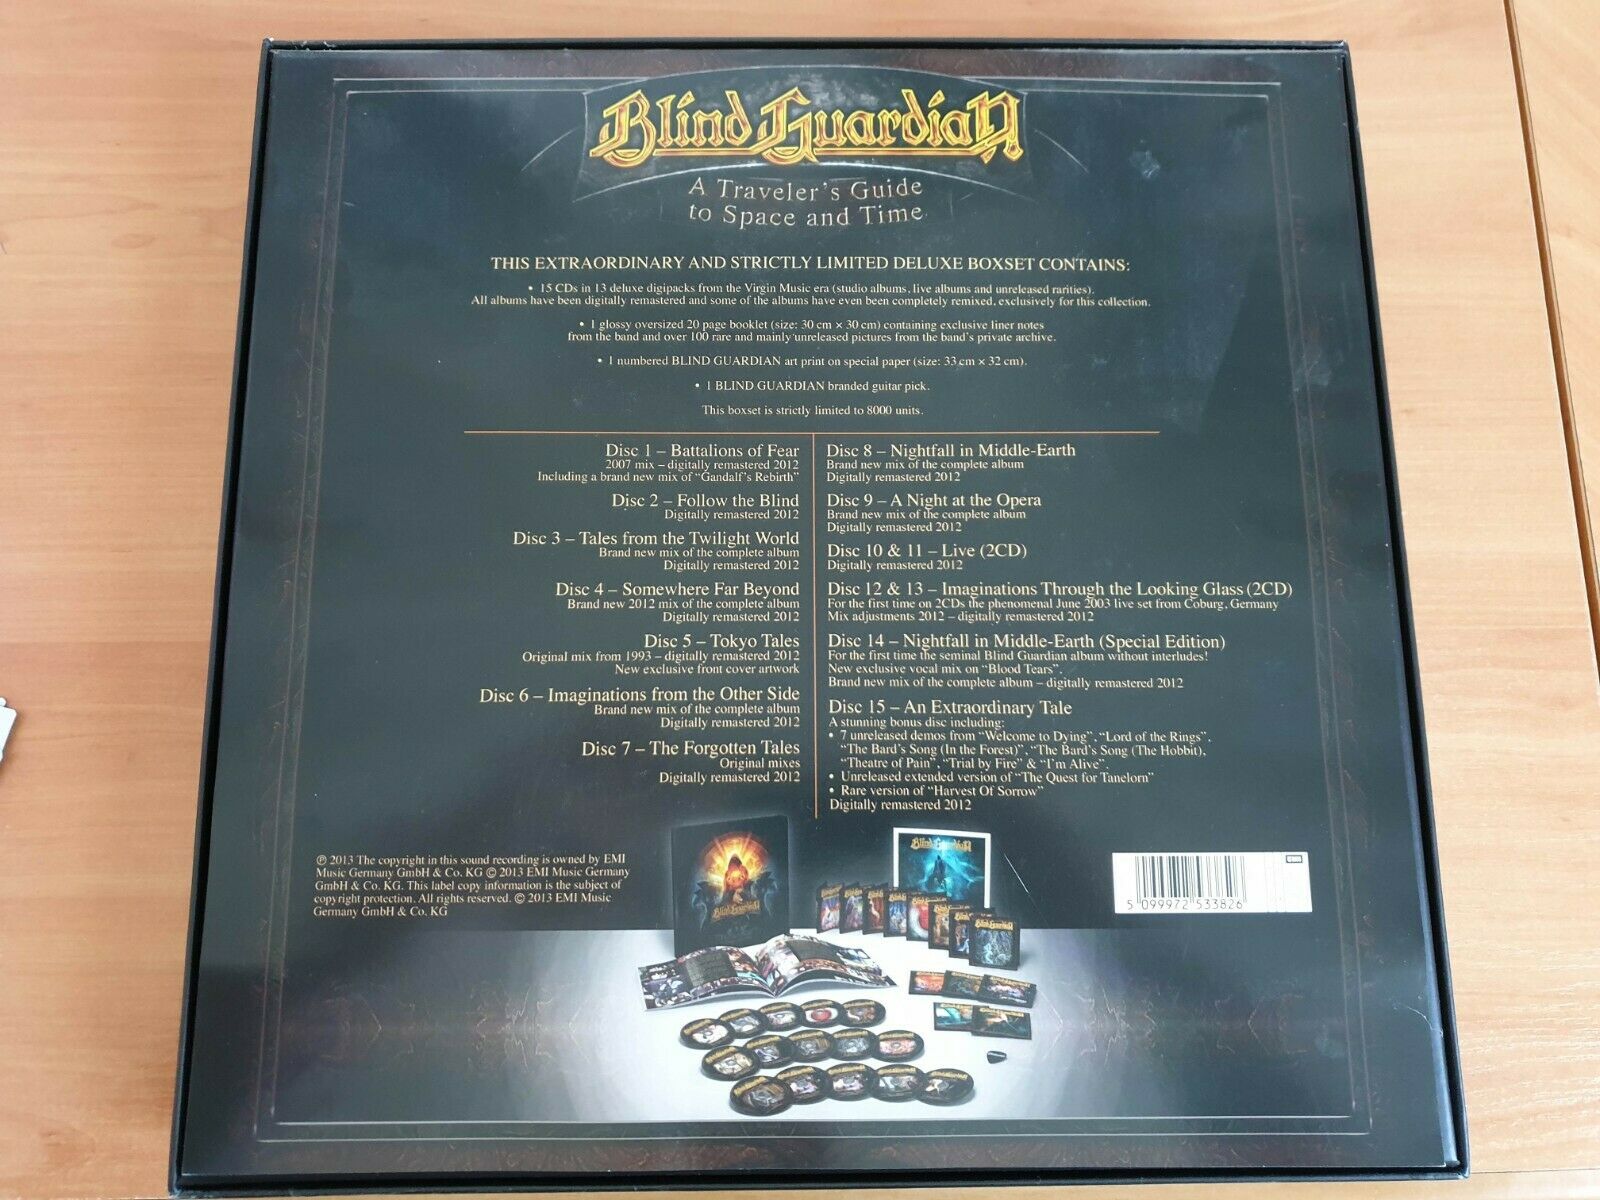 Blind Guardian
A Traveler's Guide
to Space and Time
THIS EXTRAORDINARY AND STRICTLY LIMITED DELUXE BOXSET CONTAINS:
• 15 CDs in 13 deluxe digipacks from the Virgin Music era (studio albums, live albums and unreleased rarities).
All albums have been digitally remastered and some of the albums have even been completely remixed, exclusively for this collection.
• 1 glossy oversized 20 page booklet (size: 30 cm × 30 cm) containing exclusive liner notes
from the band and over 100 rare and mainly unreleased pictures from the band's private archive.
• 1 numbered BLIND GUARDIAN art print on special paper (size: 33 cm × 32 cm).
• 1 BLIND GUARDIAN branded guitar pick.
This boxset is strictly limited to 8000 units.
Disc 1 – Battalions of Fear
2007 mix – digitally remastered 2012
Including a brand new mix of "Gandalf's Rebirth"
Disc 2 – Follow the Blind
Digitally remastered 2012
Disc 3 – Tales from the Twilight World
Brand new mix of the complete album
Digitally remastered 2012
Disc 4 – Somewhere Far Beyond
Brand new 2012 mix of the complete album
Digitally remastered 2012
Disc 5 – Tokyo Tales
Original mix from 1993 – digitally remastered 2012
New exclusive front cover artwork
Disc 6 – Imaginations from the Other Side
Brand new mix of the complete album
Digitally remastered 2012
Disc 7 – The Forgotten Tales
Original mixes
Digitally remastered 2012
Disc 8 – Nightfall in Middle-Earth
Brand new mix of the complete album
Digitally remastered 2012
Disc 9 – A Night at the Opera
Brand new mix of the complete album
Digitally remastered 2012
Disc 10 & 11 – Live (2CD)
Digitally remastered 2012
Disc 12 & 13 – Imaginations Through the Looking Glass (2CD)
For the first time on 2CDs the phenomenal June 2003 live set from Coburg, Germany
Mix adjustments 2012 – digitally remastered 2012
Disc 14 – Nightfall in Middle-Earth (Special Edition)
For the first time the seminal Blind Guardian album without interludes!
New exclusive vocal mix on "Blood Tears".
Brand new mix of the complete album – digitally remastered 2012
Disc 15 – An Extraordinary Tale
A stunning bonus disc including:
• 7 unreleased demos from "Welcome to Dying", "Lord of the Rings",
"The Bard's Song (In the Forest)", "The Bard's Song (The Hobbit),
"Theatre of Pain", "Trial by Fire" & "I'm Alive".
• Unreleased extended version of "The Quest for Tanelorn"
• Rare version of "Harvest Of Sorrow"
Digitally remastered 2012
℗ 2013 The copyright in this sound recording is owned by EMI
Music Germany GmbH & Co. KG © 2013 EMI Music Germany
GmbH & Co. KG. This label copy information is the subject of
copyright protection. All rights reserved. © 2013 EMI Music
Germany GmbH & Co. KG
Blind Guardian
Blind Guardian
Blind Guardian
5 099972 533826